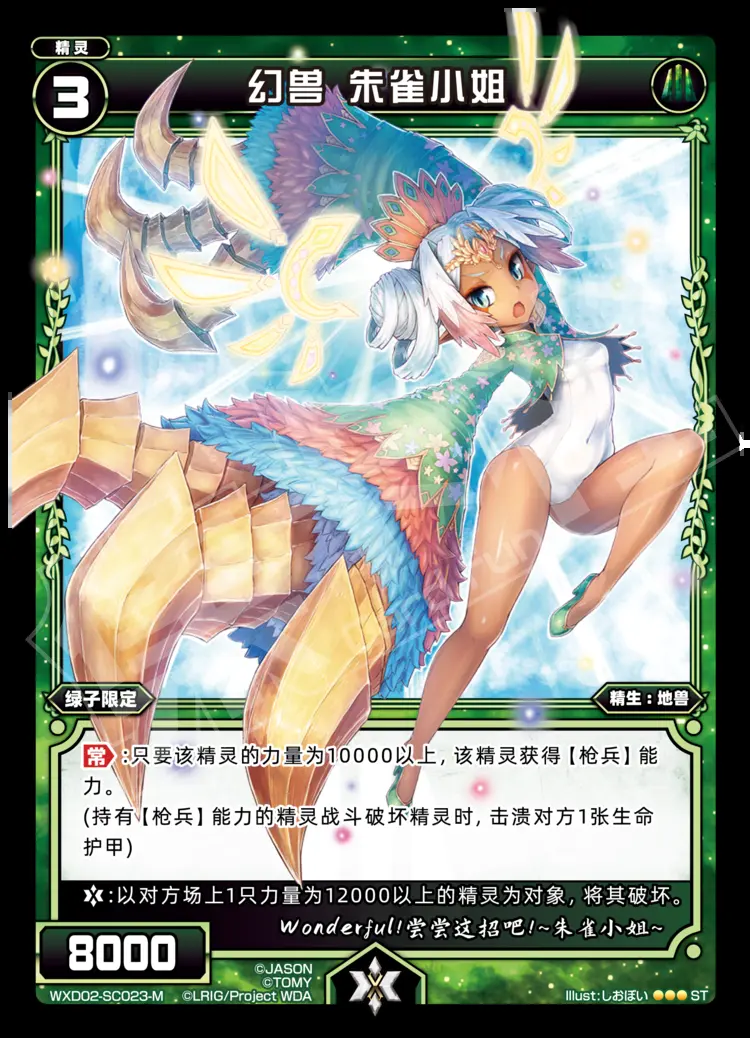 精灵
3
幻兽 朱雀小姐
绿子限定
精生：地兽
常:只要该精灵的力量为10000以上, 该精灵获得【枪兵】能
力。
(持有【枪兵】能力的精灵战斗破坏精灵时, 击溃对方1张生命
护甲)
:以对方场上1只力量为12000以上的精灵为对象, 将其破坏。
Wonderful!尝尝这招吧!~朱雀小姐~
8000
©JASON
©TOMY
WXD02-SC023-M ©LRIG/Project WDA
Illust:しおぼい ST